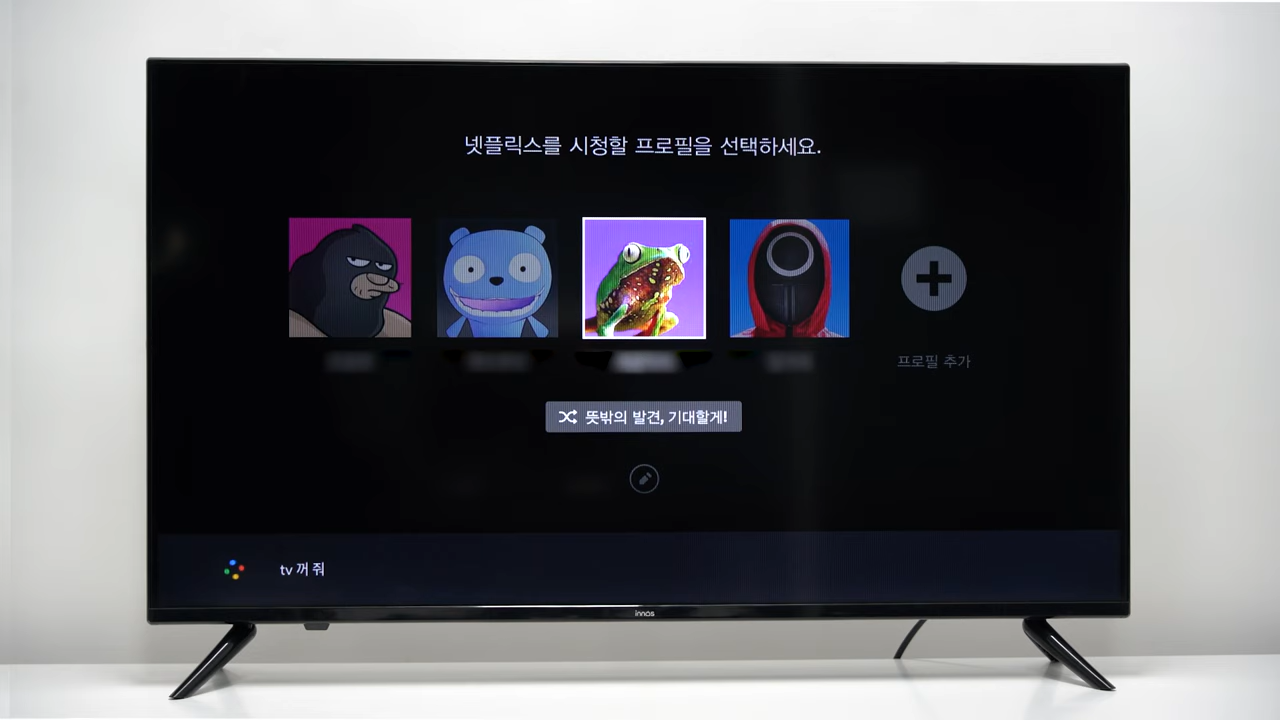 넷플릭스를 시청할 프로필을 선택하세요.
프로필 추가
뜻밖의 발견, 기대할게!
tv 꺼 줘
innos